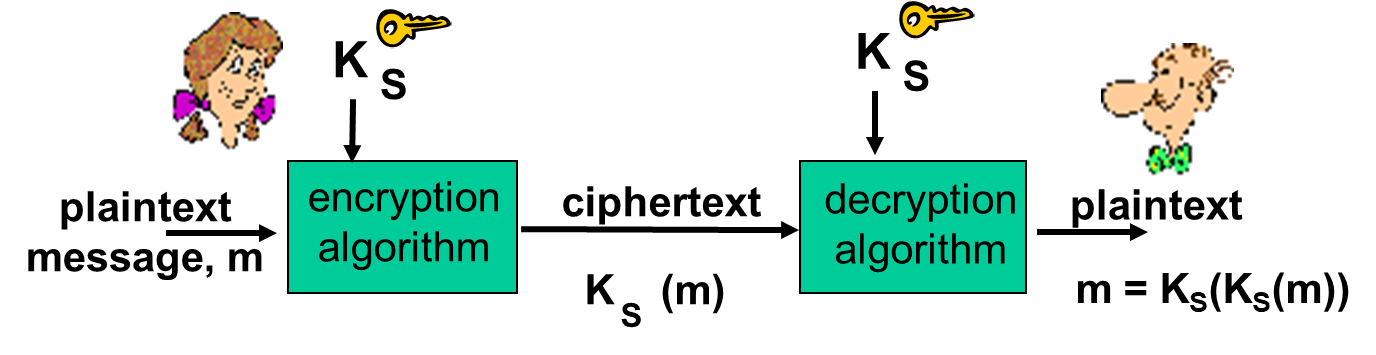 K S
K S
plaintext
message, m
encryption
algorithm
ciphertext
K S (m)
decryption
algorithm
plaintext
m = KS(KS(m))